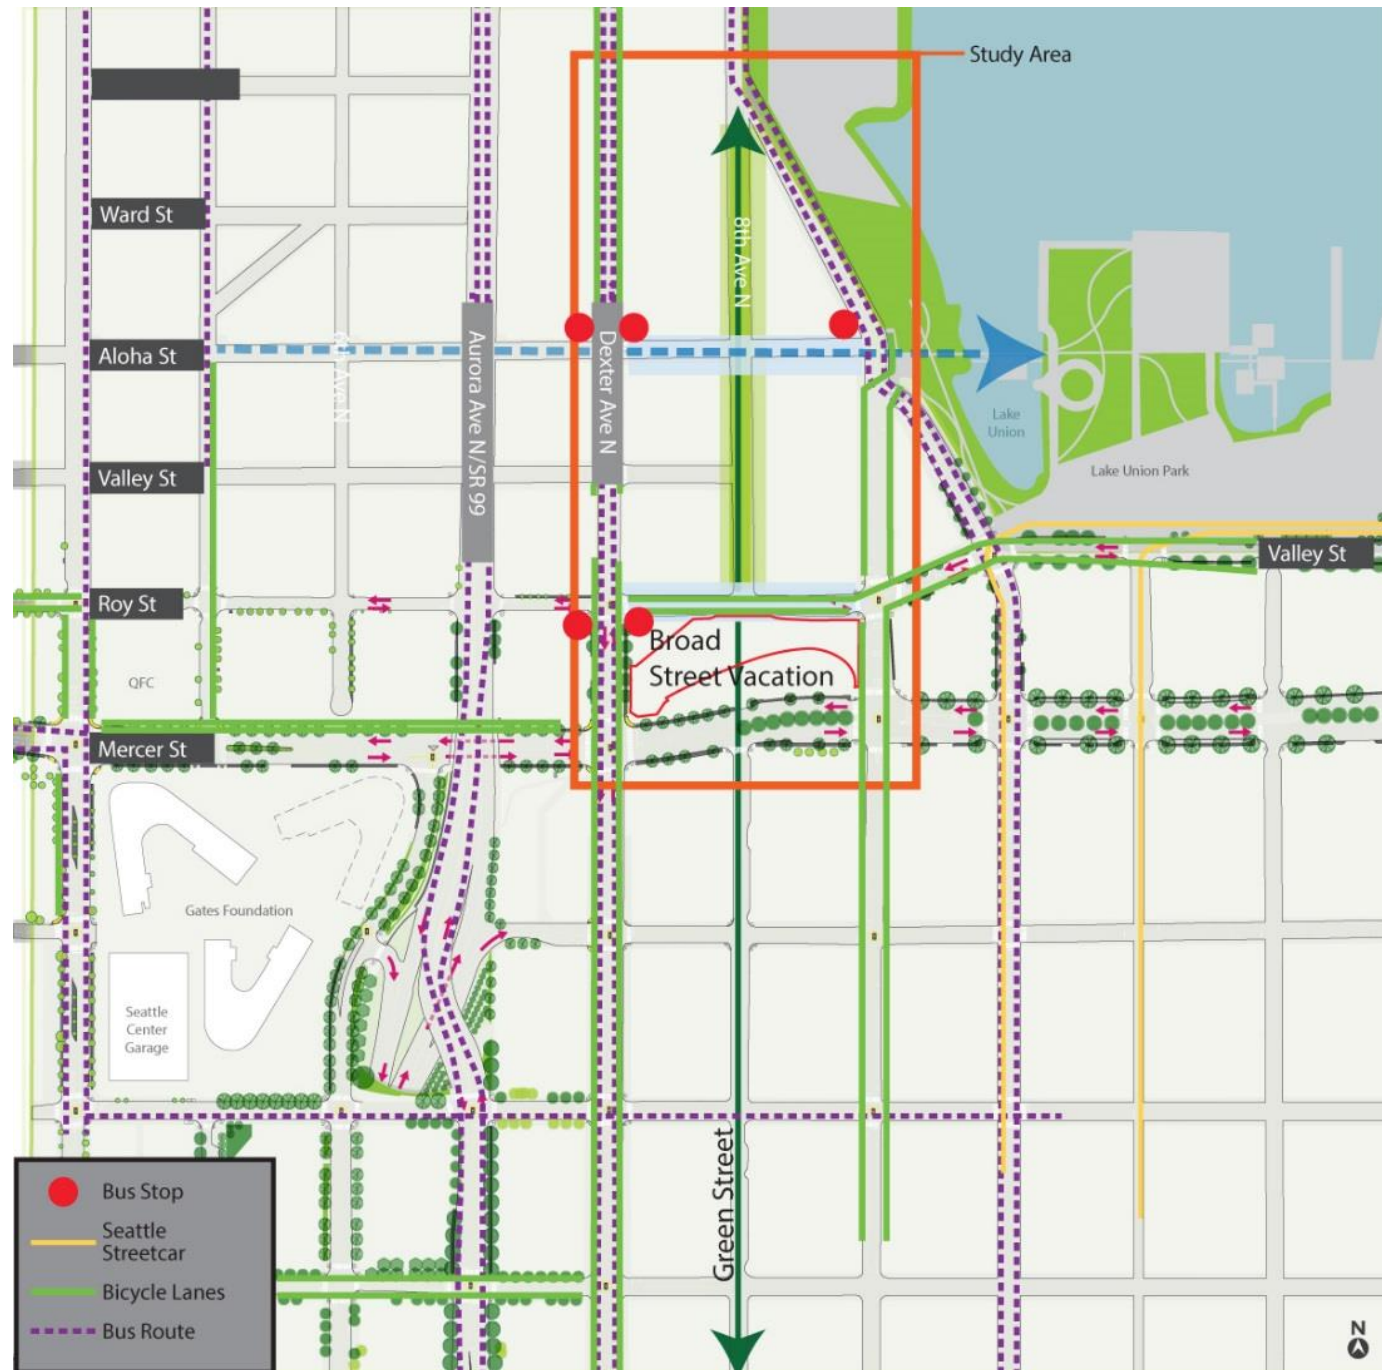 Study Area
Ward St
8th Ave N
Aloha St
6th Ave N
Aurora Ave N/SR 99
Dexter Ave N
Lake
Union
Lake Union Park
Valley St
Valley St
Roy St
Broad
Street Vacation
QFC
Mercer St
Gates Foundation
Seattle
Center
Garage
Green Street
Bus Stop
Seattle
Streetcar
Bicycle Lanes
Bus Route
N